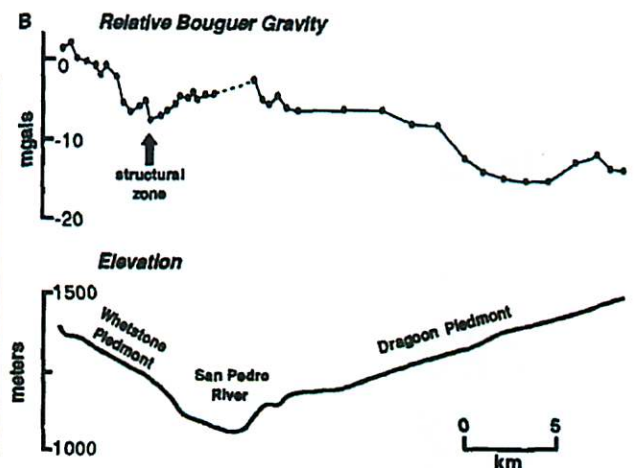 B Relative Bouguer Gravity
0
-10
-20
mgals
structural
zone
Elevation
1500
1000
meters
Whetstone
Piedmont
San Pedro
River
Dragoon Piedmont
0 5
km